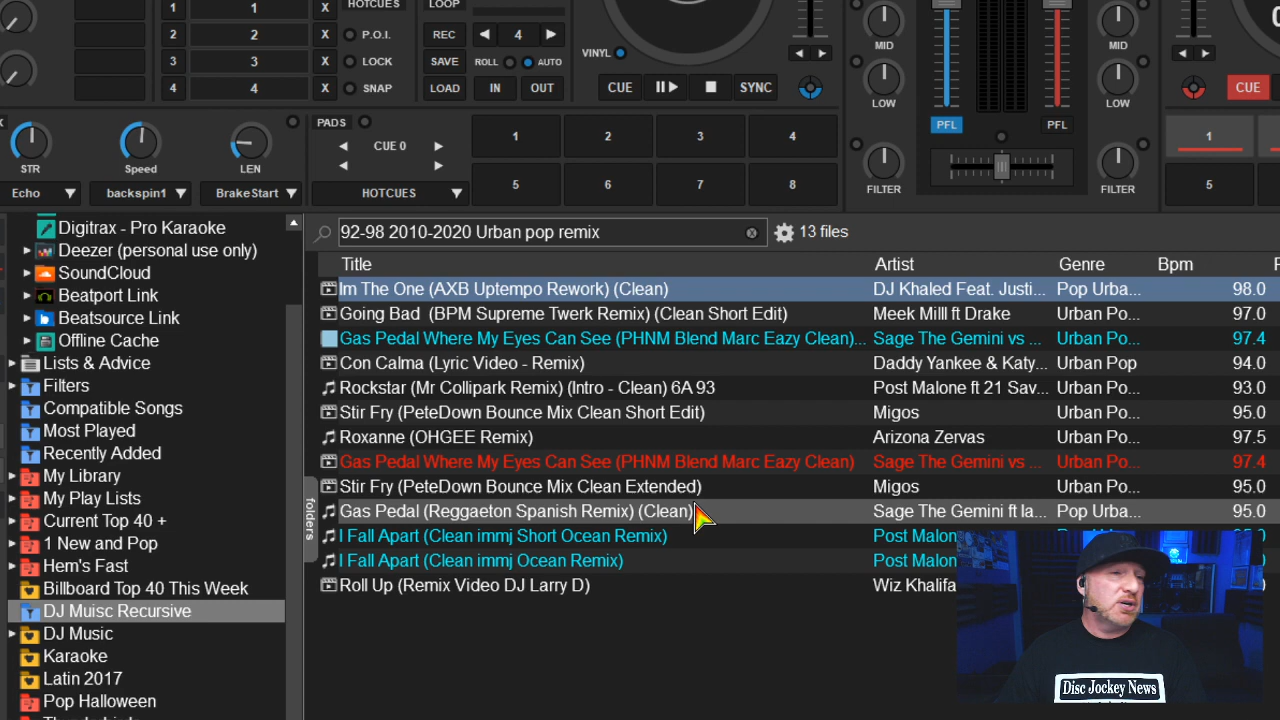 1 1 X HOTCUES LOOP
2 2 X P.O.I. REC 4 MID MID
3 3 X LOCK SAVE ROLL AUTO VINYL
4 4 X SNAP LOAD IN OUT CUE SYNC LOW LOW CUE
PADS 1 2 3 4 PFL PFL 1
CUE 0
STR Speed LEN 5 6 7 8 FILTER FILTER 5
Echo backspin1 BrakeStart HOTCUES
Digitrax - Pro Karaoke
Deezer (personal use only)
SoundCloud
Beatport Link
Beatsource Link
Offline Cache
Lists & Advice
Filters
Compatible Songs
Most Played
Recently Added
My Library
My Play Lists
Current Top 40 +
1 New and Pop
Hem's Fast
Billboard Top 40 This Week
DJ Muisc Recursive
DJ Music
Karaoke
Latin 2017
Pop Halloween
folders
92-98 2010-2020 Urban pop remix 13 files
Title Artist Genre Bpm
Im The One (AXB Uptempo Rework) (Clean) DJ Khaled Feat. Justi... Pop Urba... 98.0
Going Bad (BPM Supreme Twerk Remix) (Clean Short Edit) Meek Milll ft Drake Urban Po... 97.0
Gas Pedal Where My Eyes Can See (PHNM Blend Marc Eazy Clean)... Sage The Gemini vs ... Urban Po... 97.4
Con Calma (Lyric Video - Remix) Daddy Yankee & Katy... Urban Pop 94.0
Rockstar (Mr Collipark Remix) (Intro - Clean) 6A 93 Post Malone ft 21 Sav... Urban Po... 93.0
Stir Fry (PeteDown Bounce Mix Clean Short Edit) Migos Urban Po... 95.0
Roxanne (OHGEE Remix) Arizona Zervas Urban Po... 97.5
Gas Pedal Where My Eyes Can See (PHNM Blend Marc Eazy Clean) Sage The Gemini vs ... Urban Po... 97.4
Stir Fry (PeteDown Bounce Mix Clean Extended) Migos Urban Po... 95.0
Gas Pedal (Reggaeton Spanish Remix) (Clean) Sage The Gemini ft Ia... Pop Urba... 95.0
I Fall Apart (Clean immj Short Ocean Remix) Post Malon
I Fall Apart (Clean immj Ocean Remix) Post Malon
Roll Up (Remix Video DJ Larry D) Wiz Khalifa
Disc Jockey News